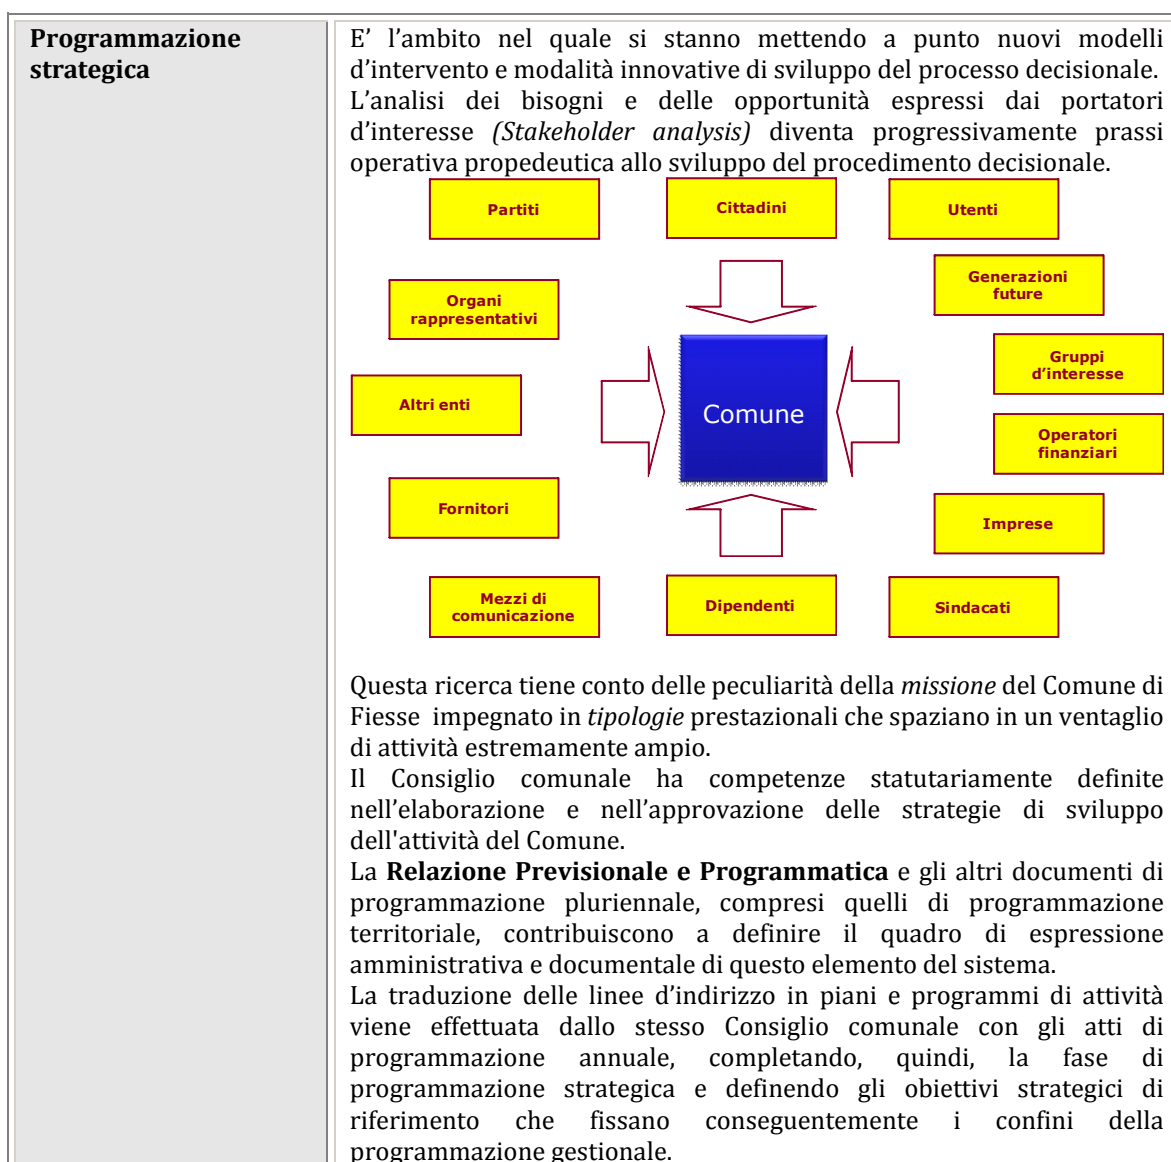 Programmazione
strategica
E’ l’ambito nel quale si stanno mettendo a punto nuovi modelli
d’intervento e modalità innovative di sviluppo del processo decisionale.
L’analisi dei bisogni e delle opportunità espressi dai portatori
d’interesse (Stakeholder analysis) diventa progressivamente prassi
operativa propedeutica allo sviluppo del procedimento decisionale.
Partiti
Cittadini
Utenti
Generazioni
future
Organi
rappresentativi
Gruppi
d’interesse
Altri enti
Comune
Operatori
finanziari
Fornitori
Imprese
Mezzi di
comunicazione
Dipendenti
Sindacati
Questa ricerca tiene conto delle peculiarità della missione del Comune di
Fiesse impegnato in tipologie prestazionali che spaziano in un ventaglio
di attività estremamente ampio.
Il Consiglio comunale ha competenze statutariamente definite
nell’elaborazione e nell’approvazione delle strategie di sviluppo
dell'attività del Comune.
La Relazione Previsionale e Programmatica e gli altri documenti di
programmazione pluriennale, compresi quelli di programmazione
territoriale, contribuiscono a definire il quadro di espressione
amministrativa e documentale di questo elemento del sistema.
La traduzione delle linee d’indirizzo in piani e programmi di attività
viene effettuata dallo stesso Consiglio comunale con gli atti di
programmazione annuale, completando, quindi, la fase di
programmazione strategica e definendo gli obiettivi strategici di
riferimento che fissano conseguentemente i confini della
programmazione gestionale.